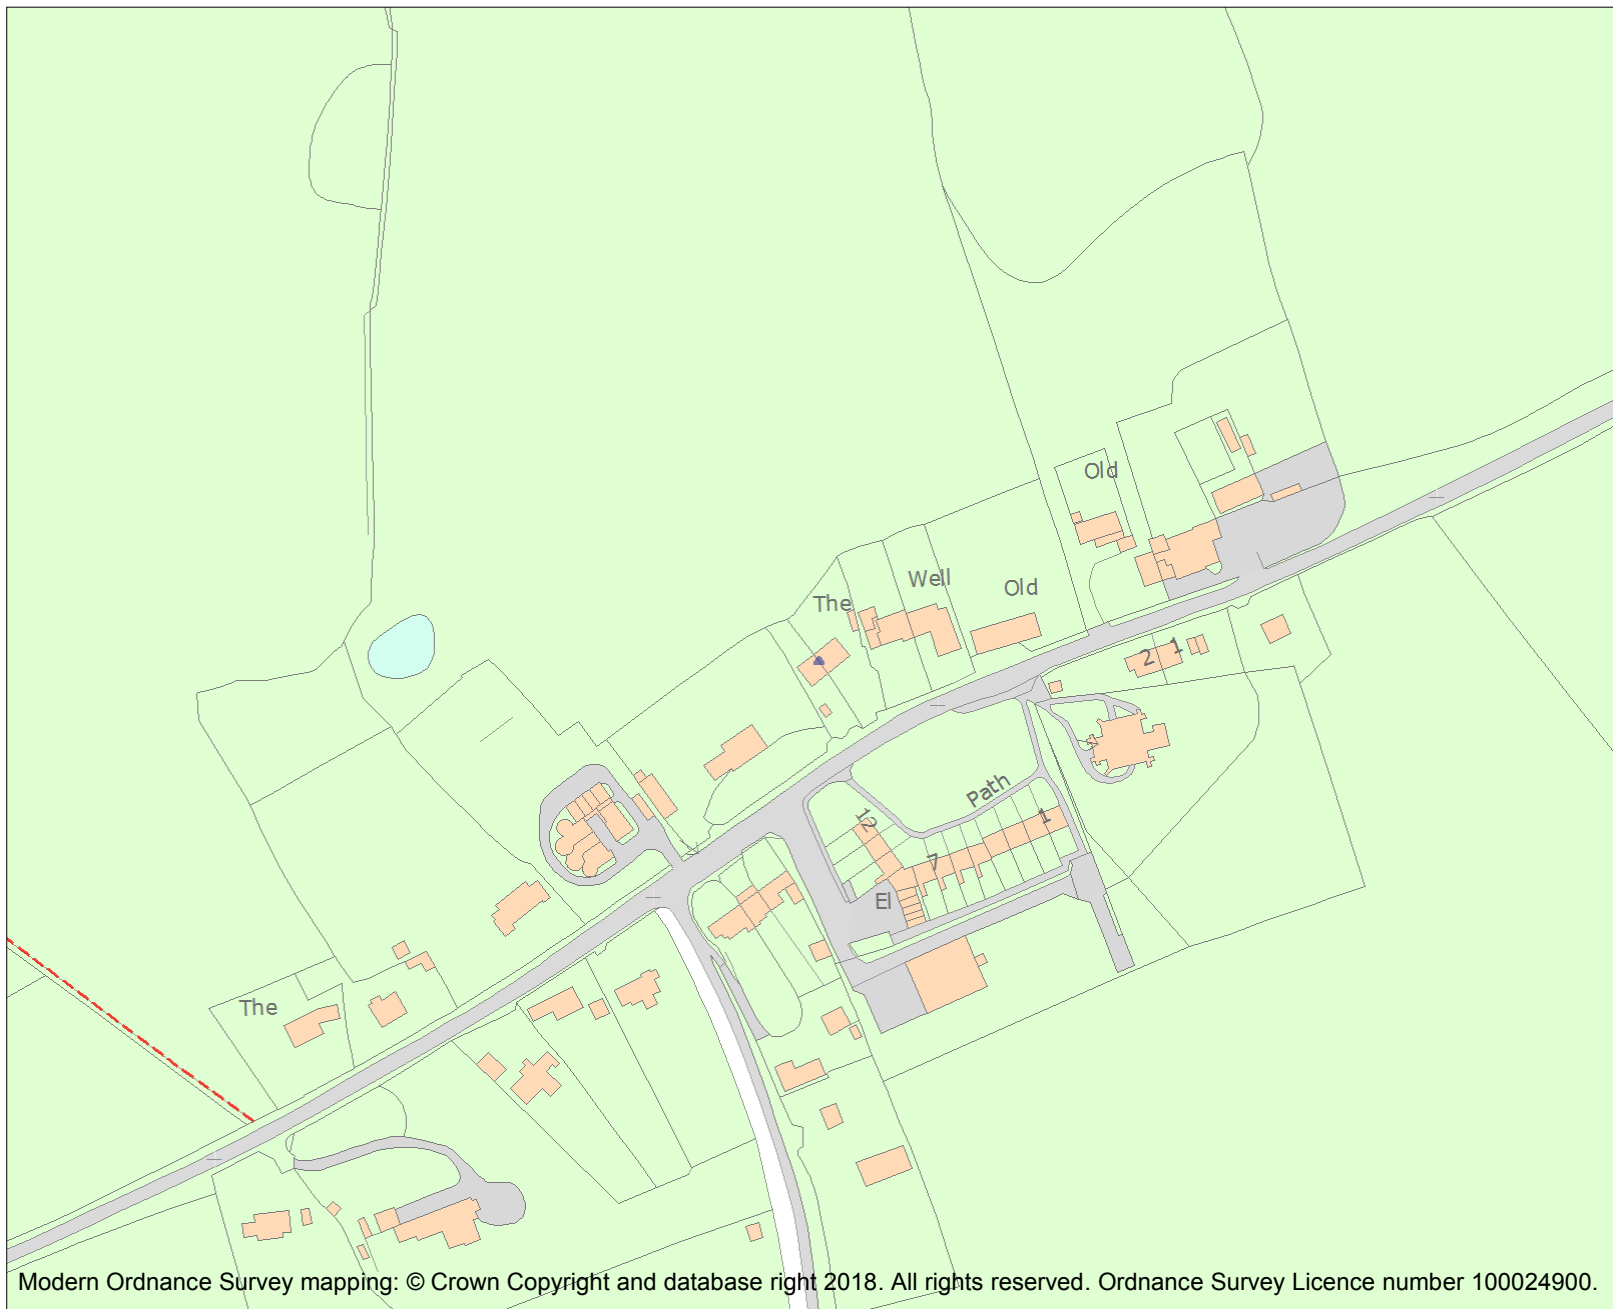 Old
Well
Old
The
2 1
Path
12
1
7
El
The
Modern Ordnance Survey mapping: © Crown Copyright and database right 2018. All rights reserved. Ordnance Survey Licence number 100024900.